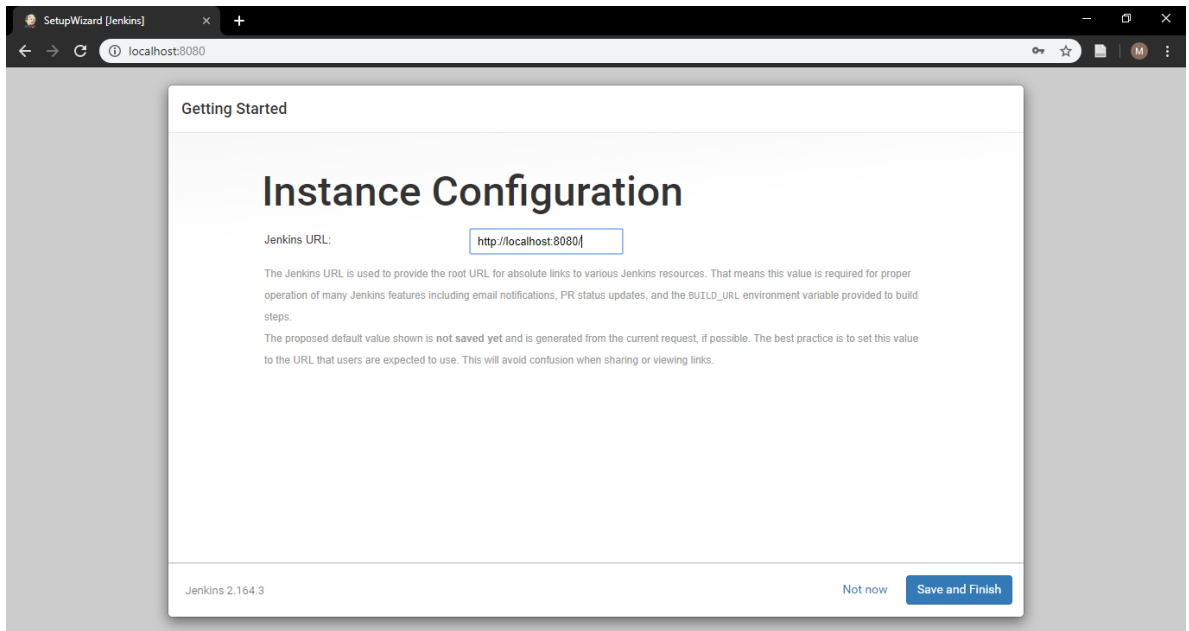 SetupWizard [Jenkins]
localhost:8080
M
Getting Started
Instance Configuration
Jenkins URL:
http://localhost:8080/
The Jenkins URL is used to provide the root URL for absolute links to various Jenkins resources. That means this value is required for proper
operation of many Jenkins features including email notifications, PR status updates, and the BUILD_URL environment variable provided to build
steps.
The proposed default value shown is not saved yet and is generated from the current request, if possible. The best practice is to set this value
to the URL that users are expected to use. This will avoid confusion when sharing or viewing links.
Jenkins 2.164.3
Not now
Save and Finish